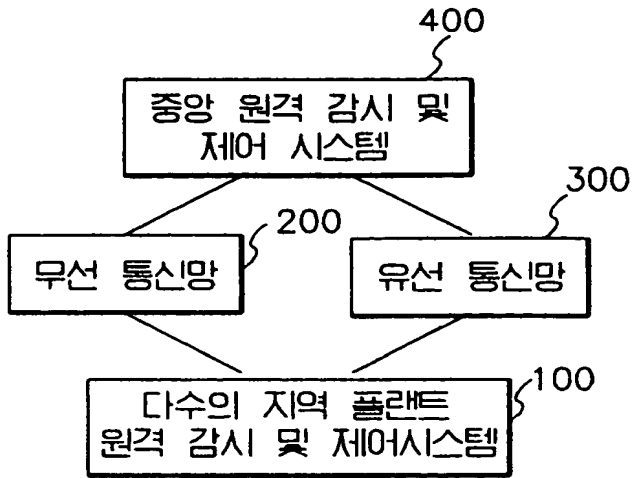 400
중앙 원격 감시 및
제어 시스템
300
200
무선 통신망
유선 통신망
100
다수의 지역 플랜트
원격 감시 및 제어시스템